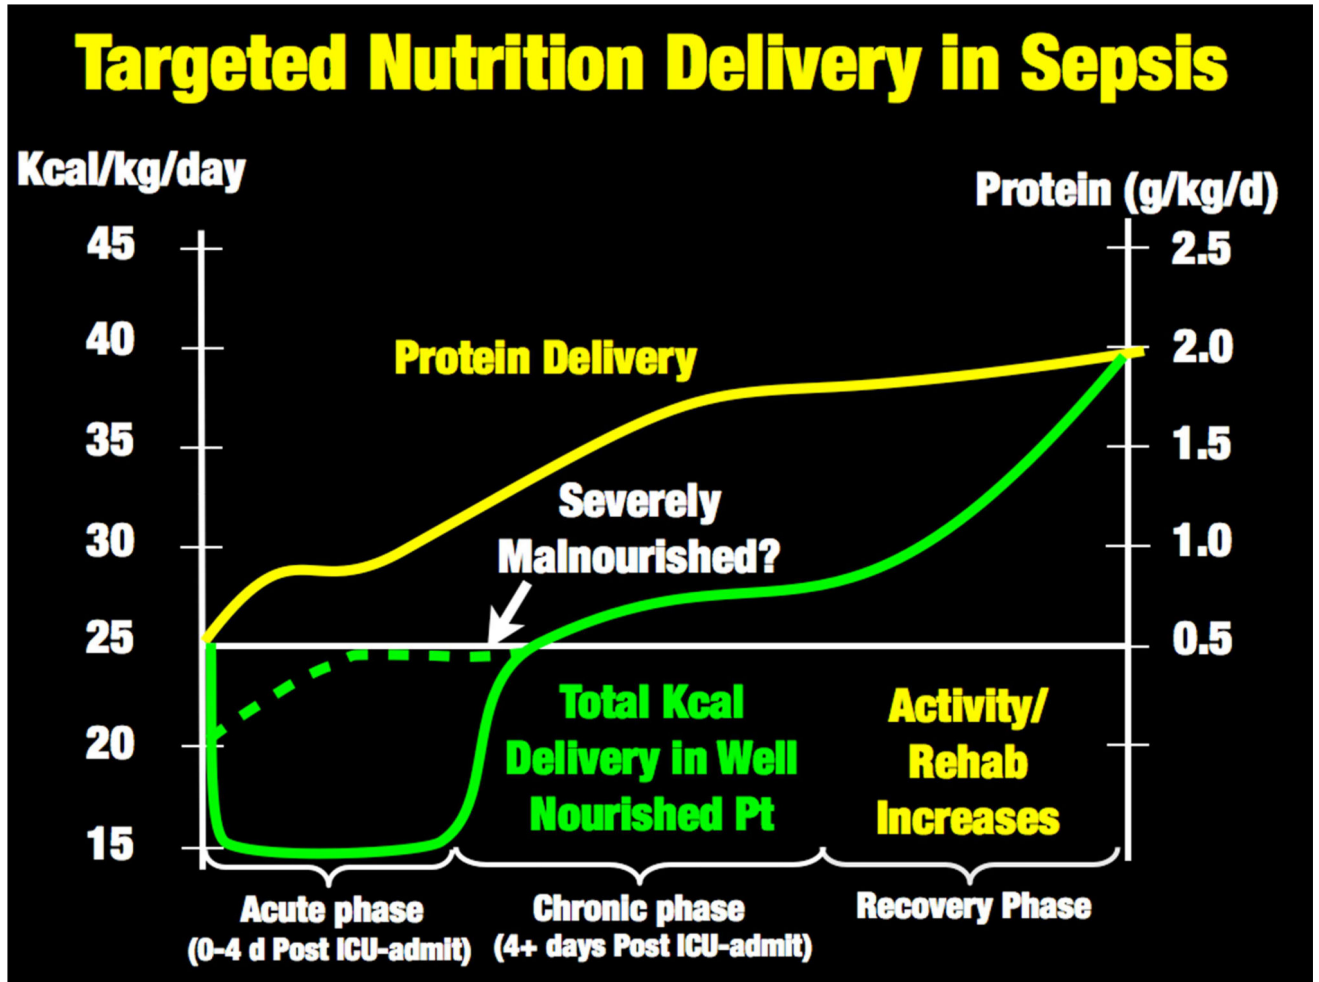 Targeted Nutrition Delivery in Sepsis
Kcal/kg/day
Protein (g/kg/d)
45
40
35
30
25
20
15
2.5
2.0
1.5
1.0
0.5
Protein Delivery
Severely
Malnourished?
Total Kcal
Delivery in Well
Nourished Pt
Activity/
Rehab
Increases
Acute phase
(0-4 d Post ICU-admit)
Chronic phase
(4+ days Post ICU-admit)
Recovery Phase